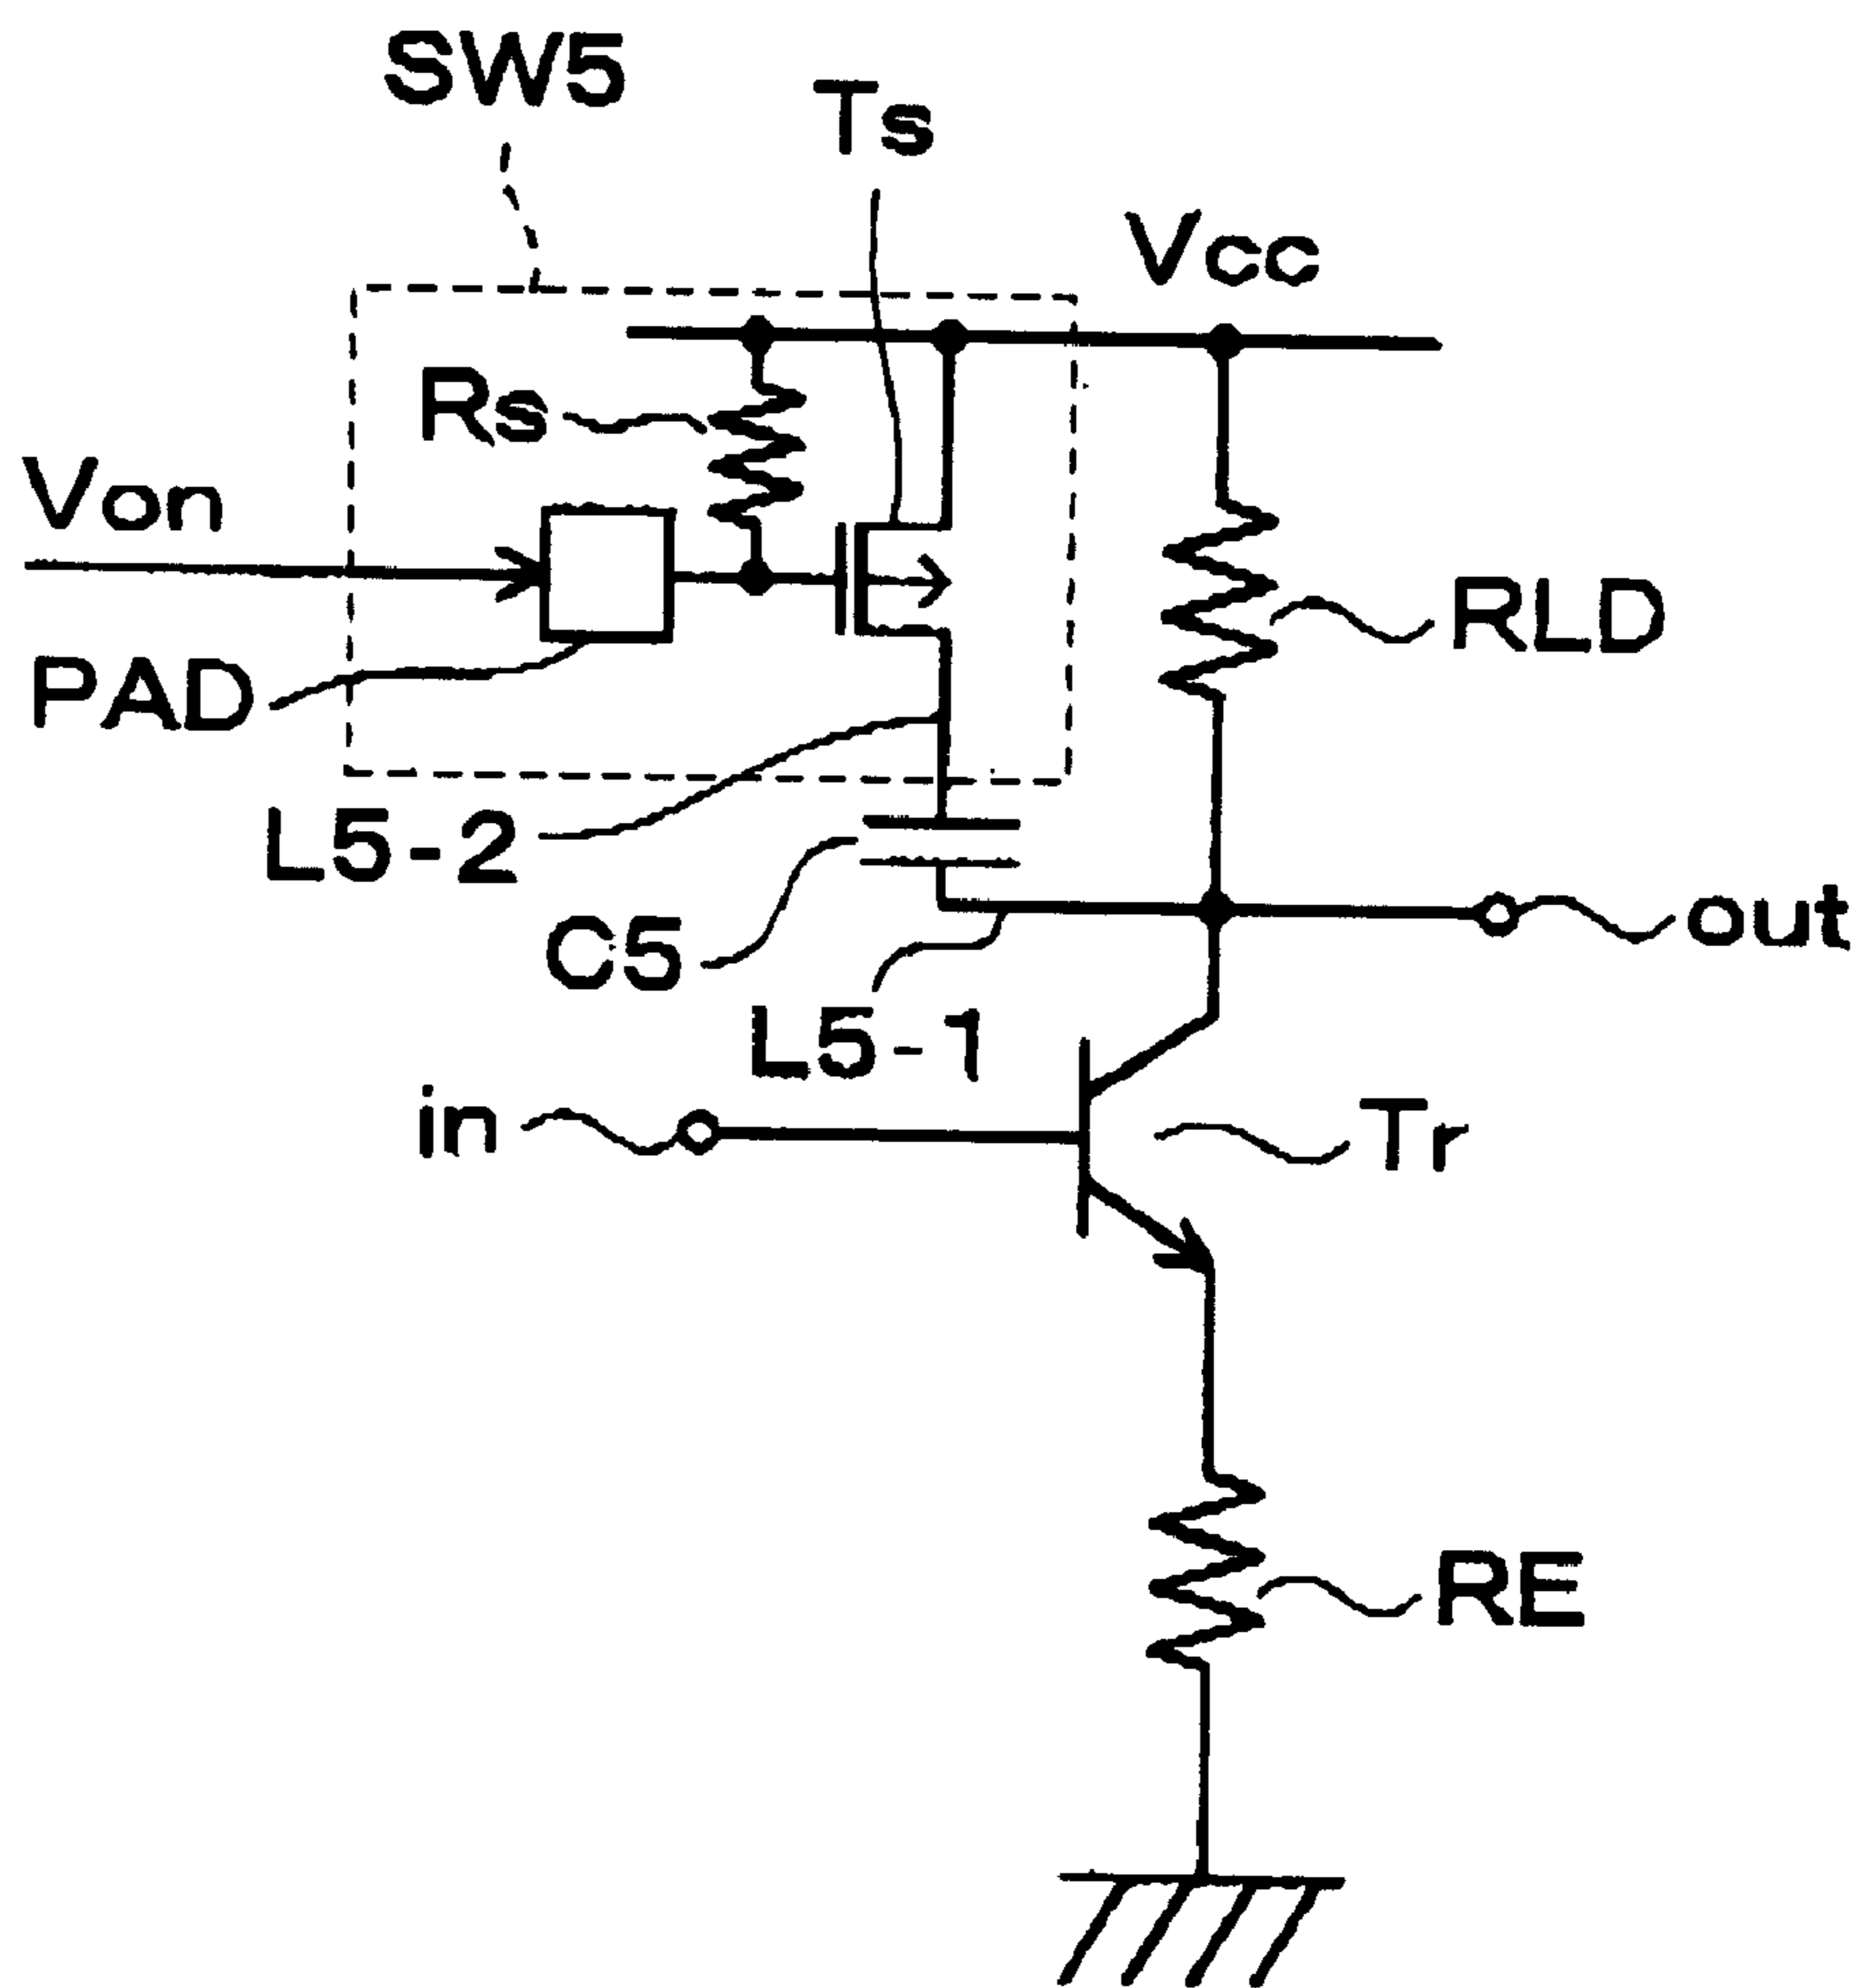 SW5
Ts
Vcc
Rs
Von
RLD
PAD
L5-2
out
C5
L5-1
in
Tr
RE